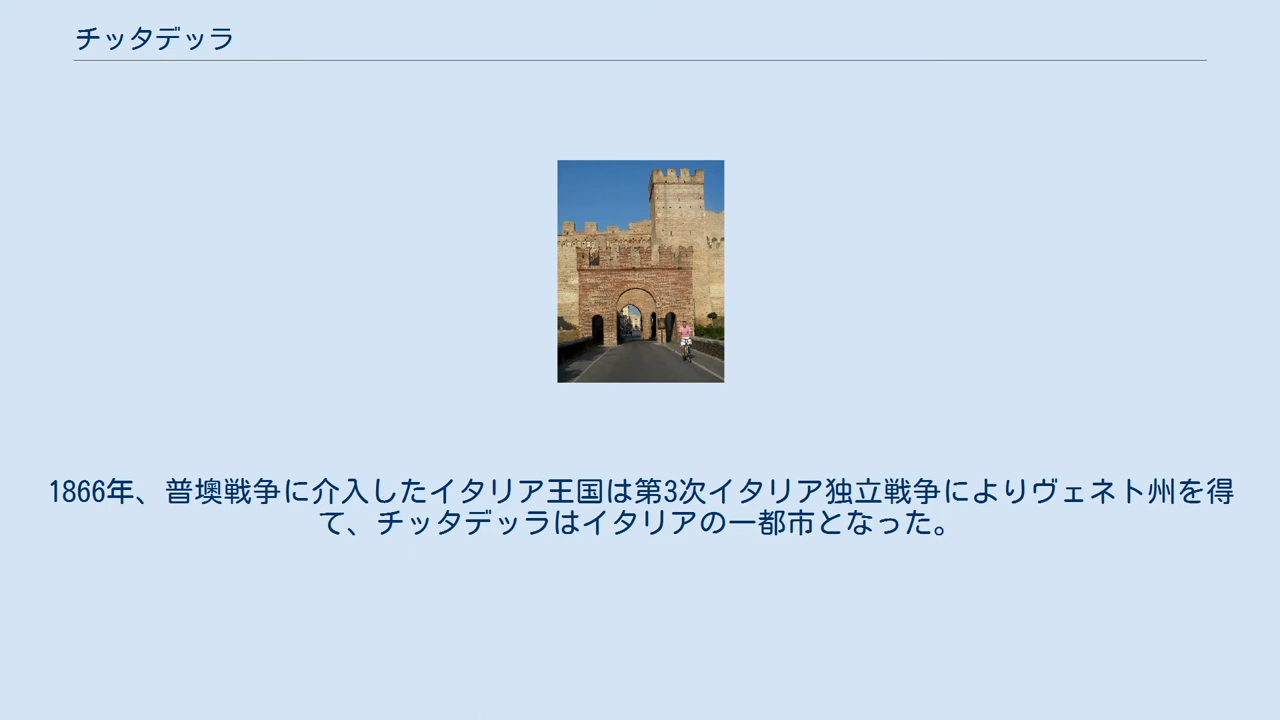 チッタデッラ
1866年、普墺戦争に介入したイタリア王国は第3次イタリア独立戦争によりヴェネト州を得
て、チッタデッラはイタリアの一都市となった。